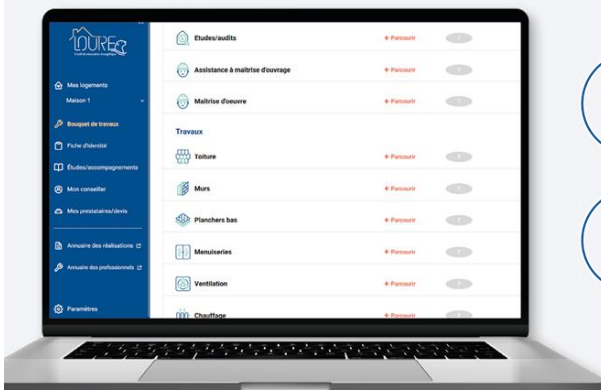 LOUREZ
Mes logements
Maison 1
Bouquet de travaux
Fiche d'identité
Études/accompagnements
Mon conseiller
Mes prestataires/devis
Annuaire des réalisations
Annuaire des professionnels
Paramètres
Etudes/audits + Parcourir ?
Assistance à maîtrise d'ouvrage + Parcourir ?
Maîtrise d'oeuvre + Parcourir ?
Travaux
Toiture + Parcourir ?
Murs + Parcourir ?
Planchers bas + Parcourir ?
Menuiseries + Parcourir ?
Ventilation + Parcourir ?
Chauffage + Parcourir ?